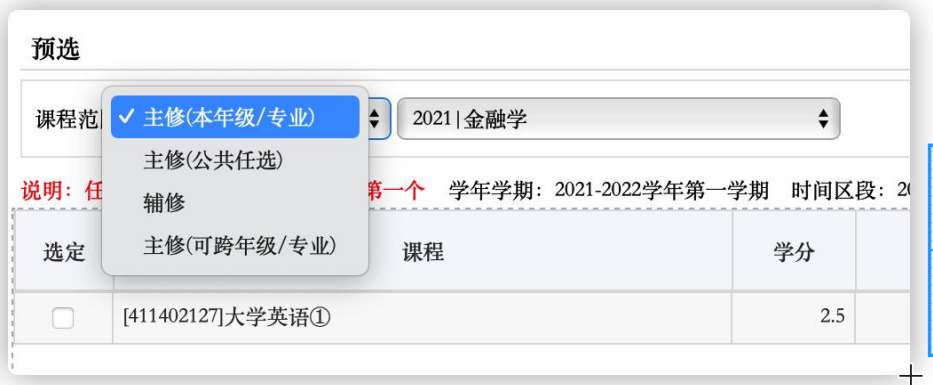 预选
课程范
✓ 主修(本年级/专业)
2021|金融学
主修(公共任选)
辅修
主修(可跨年级/专业)
说明：任
第一个 学年学期：2021-2022学年第一学期 时间区段：20
选定 课程 学分
[411402127]大学英语① 2.5